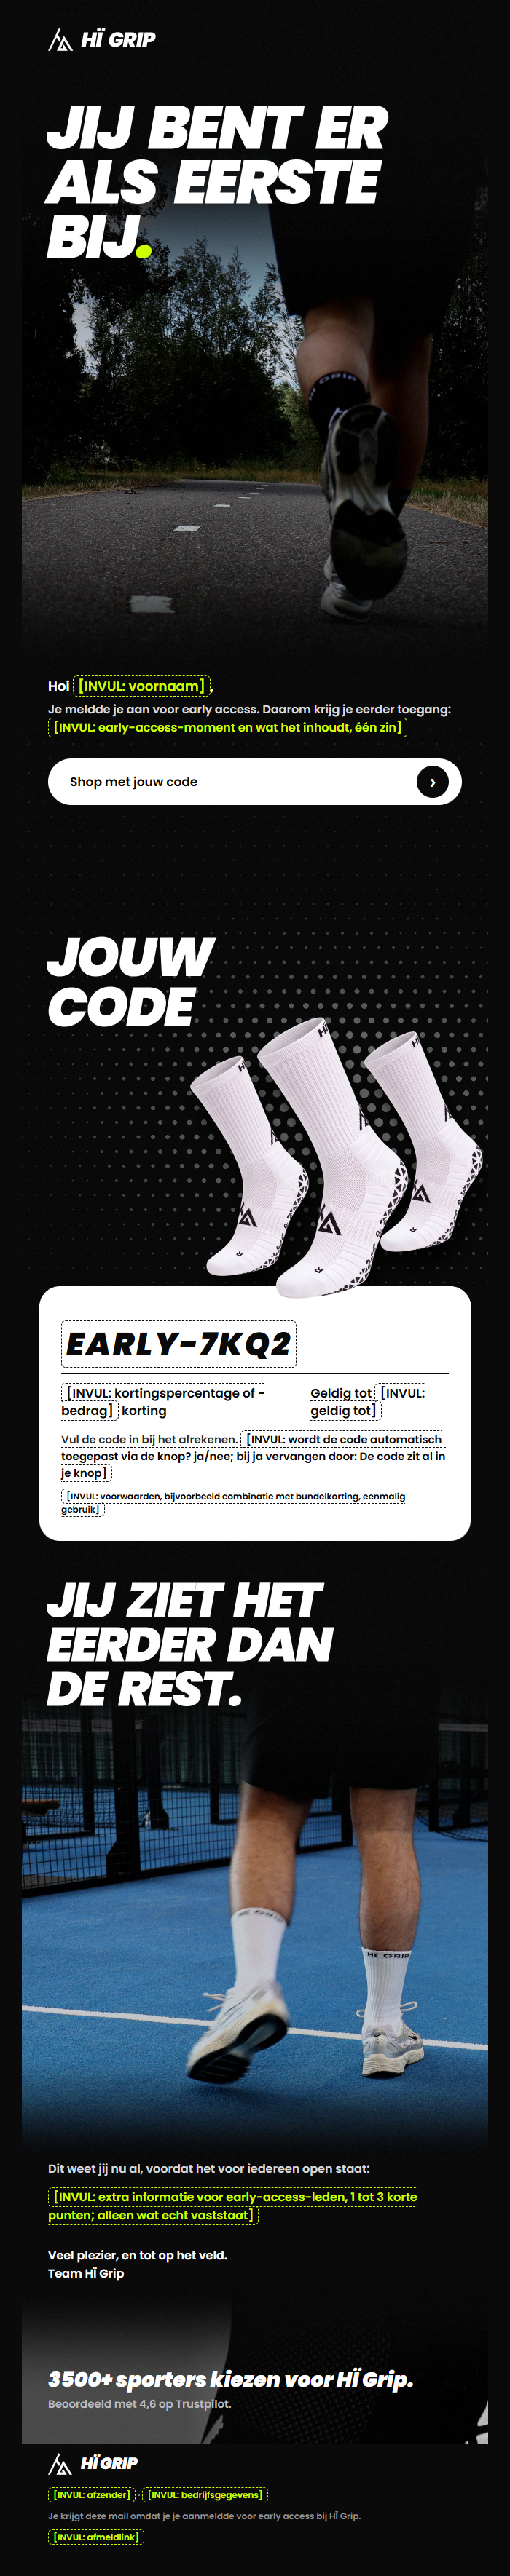 HÏ GRIP
JIJ BENT ER
ALS EERSTE
BIJ.
HÏ GRIP
Hoi [INVUL: voornaam],
Je meldde je aan voor early access. Daarom krijg je eerder toegang:
[INVUL: early-access-moment en wat het inhoudt, één zin]
Shop met jouw code
JOUW
CODE
EARLY-7KQ2
[INVUL: kortingspercentage of -
bedrag] korting
Geldig tot [INVUL:
geldig tot]
Vul de code in bij het afrekenen. [INVUL: wordt de code automatisch
toegepast via de knop? ja/nee; bij ja vervangen door: De code zit al in
je knop]
[INVUL: voorwaarden, bijvoorbeeld combinatie met bundelkorting, eenmalig
gebruik]
JIJ ZIET HET
EERDER DAN
DE REST.
HÏ GRIP
HÏ GRIP
Dit weet jij nu al, voordat het voor iedereen open staat:
[INVUL: extra informatie voor early-access-leden, 1 tot 3 korte
punten; alleen wat echt vaststaat]
Veel plezier, en tot op het veld.
Team HÏ Grip
3500+ sporters kiezen voor HÏ Grip.
Beoordeeld met 4,6 op Trustpilot.
HÏ GRIP
[INVUL: afzender] · [INVUL: bedrijfsgegevens]
Je krijgt deze mail omdat je je aanmeldde voor early access bij HÏ Grip.
[INVUL: afmeldlink]